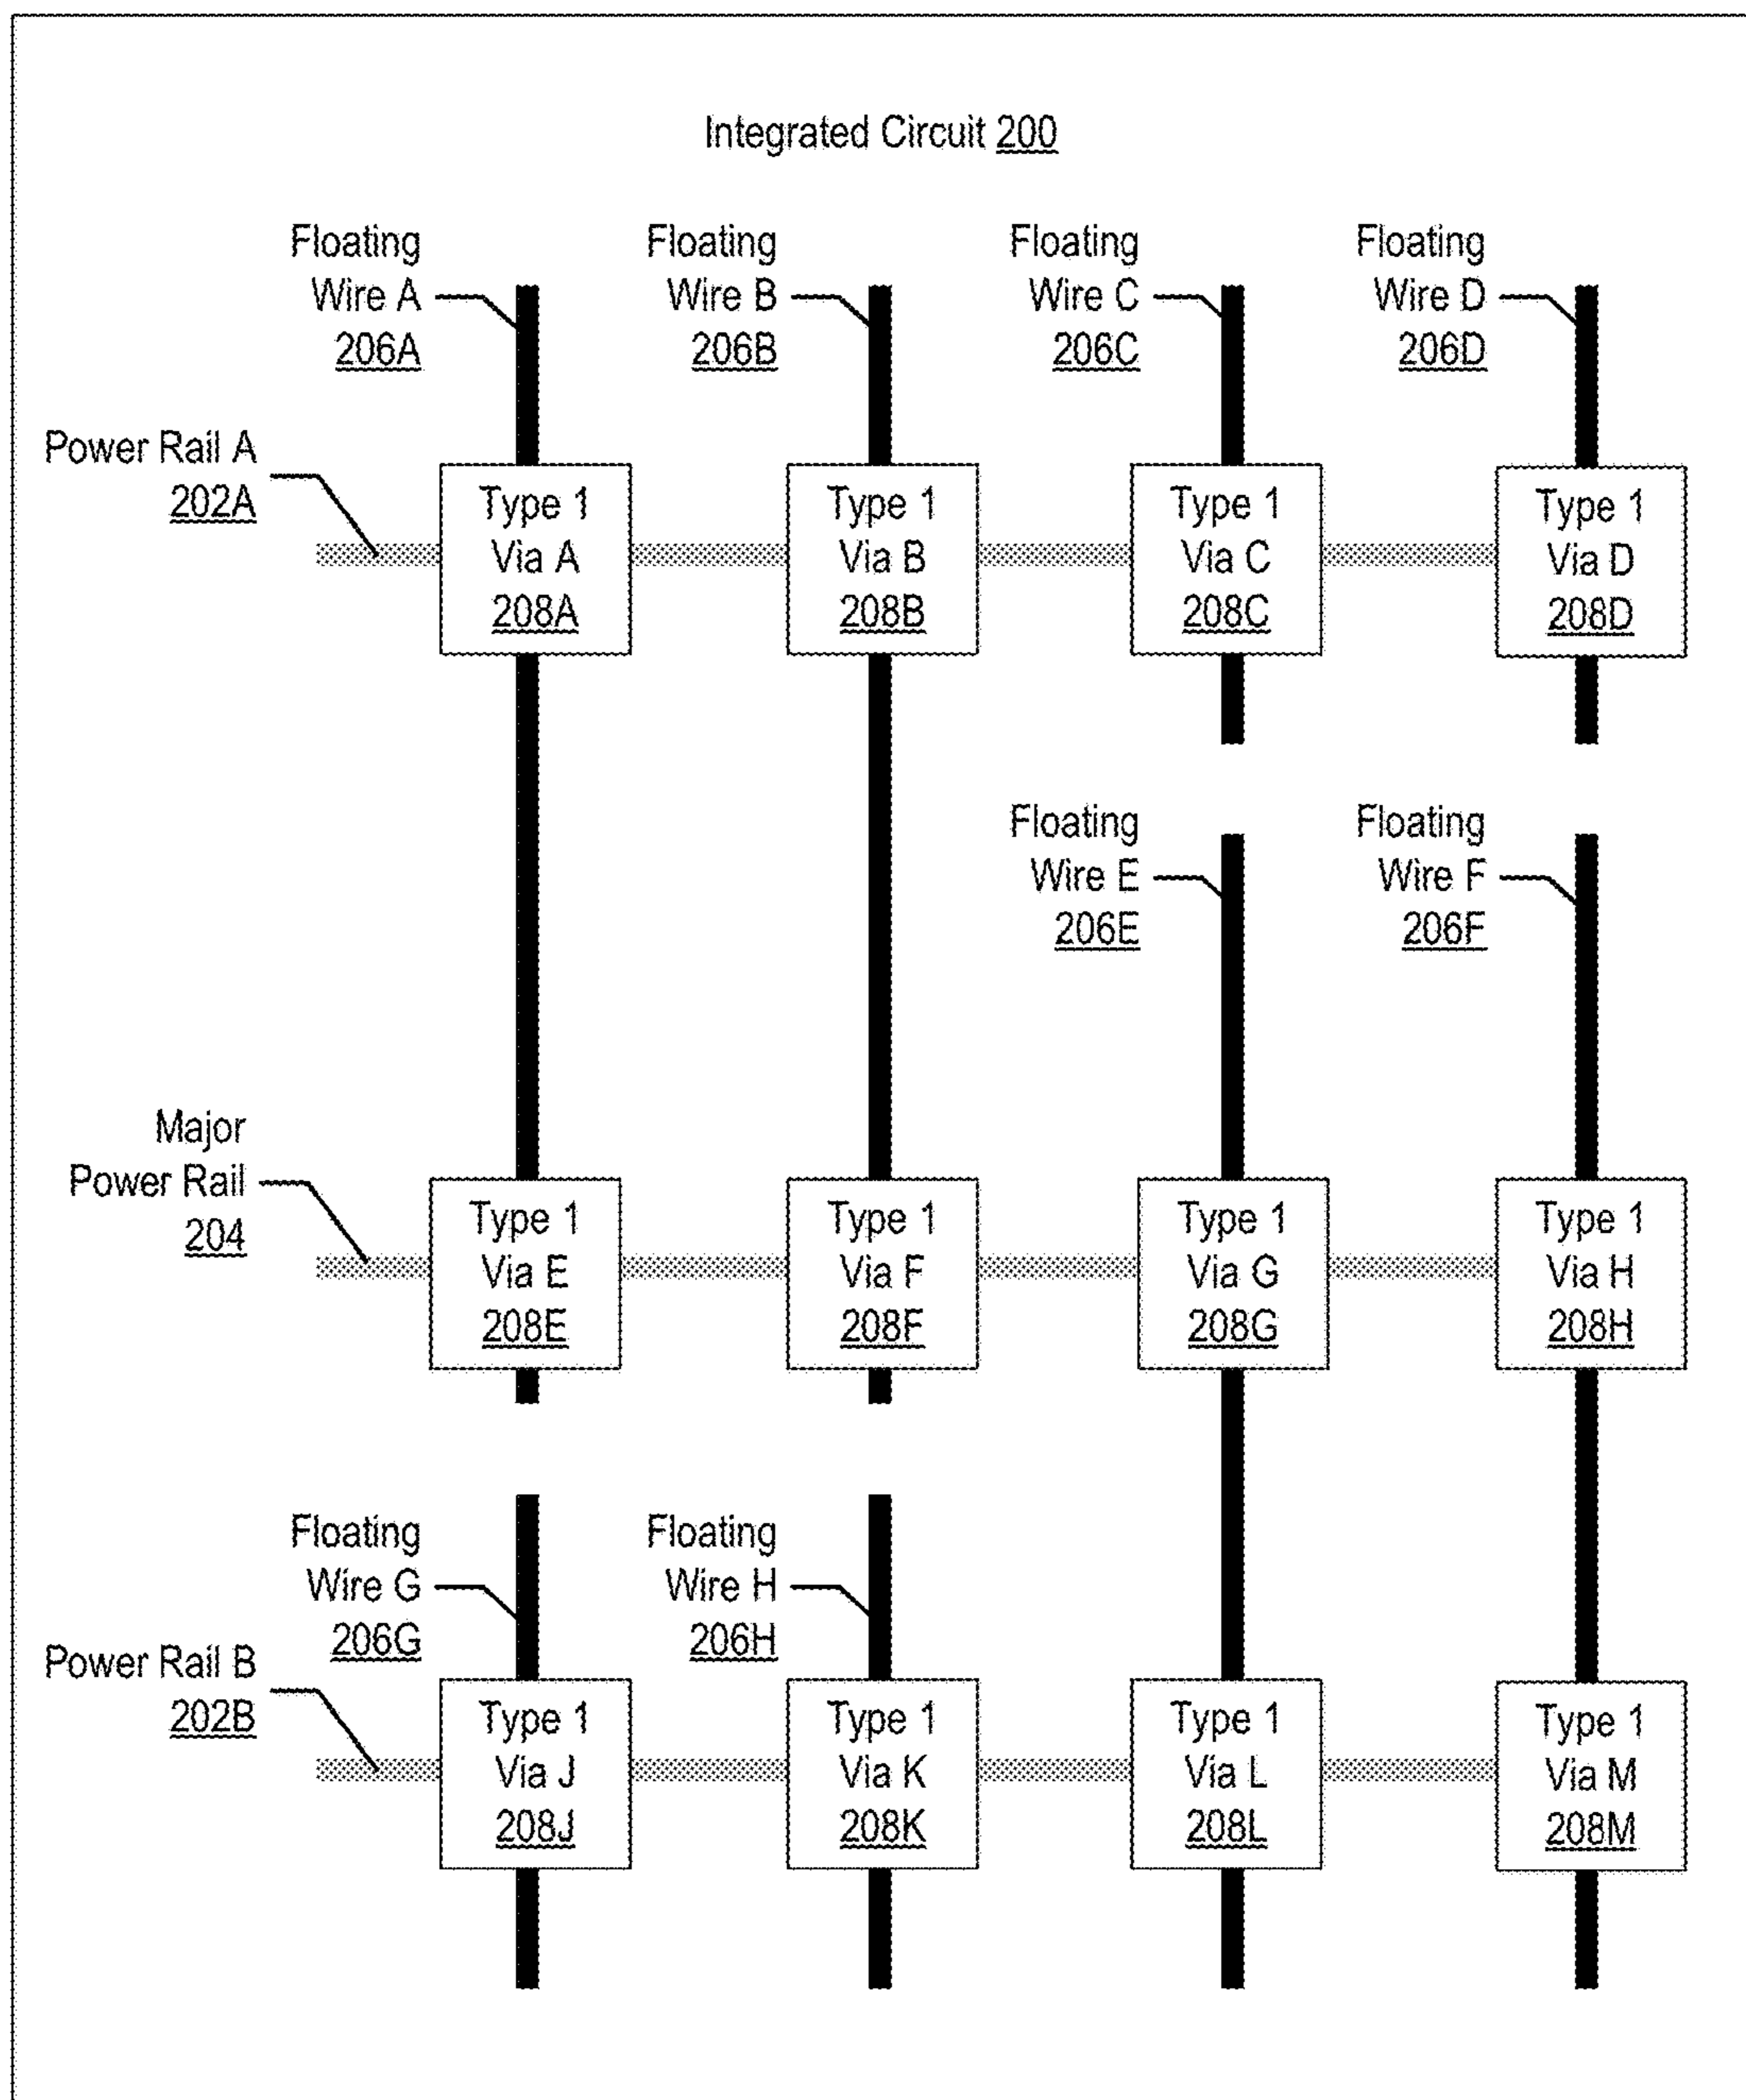 Integrated Circuit 200
Floating
Wire A
206A
Floating
Wire B
206B
Floating
Wire C
206C
Floating
Wire D
206D
Power Rail A
202A
Type 1
Via A
208A
Type 1
Via B
208B
Type 1
Via C
208C
Type 1
Via D
208D
Floating
Wire E
206E
Floating
Wire F
206F
Major
Power Rail
204
Type 1
Via E
208E
Type 1
Via F
208F
Type 1
Via G
208G
Type 1
Via H
208H
Floating
Wire G
206G
Floating
Wire H
206H
Power Rail B
202B
Type 1
Via J
208J
Type 1
Via K
208K
Type 1
Via L
208L
Type 1
Via M
208M